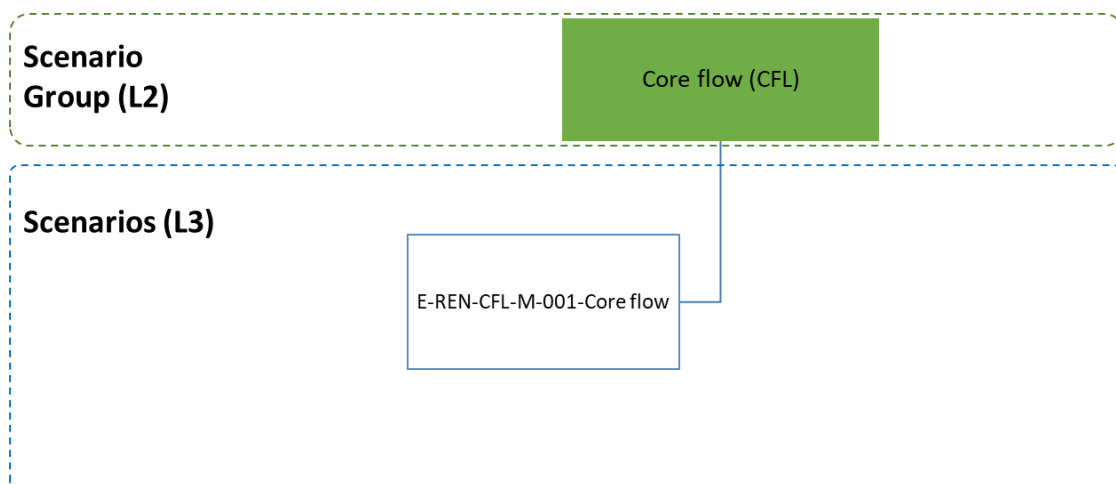 Scenario
Group (L2)
Core flow (CFL)
Scenarios (L3)
E-REN-CFL-M-001-Core flow